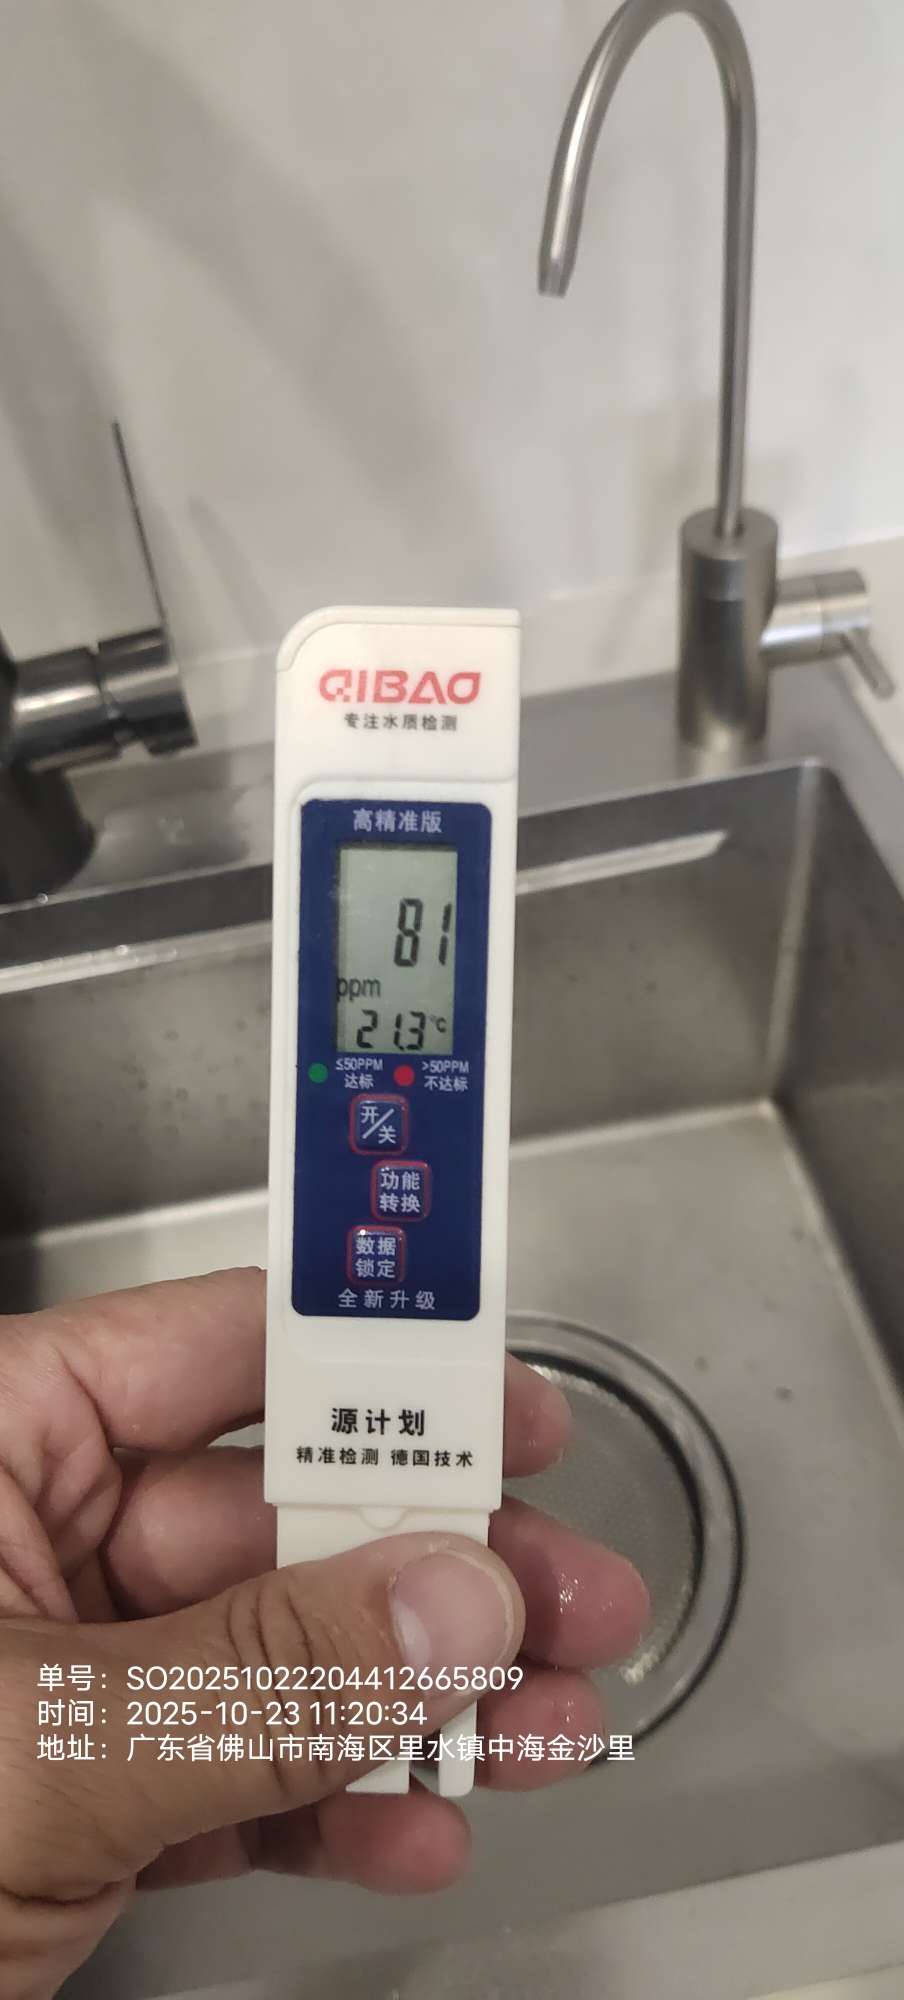 QIBAO
专注水质检测
高精准版
81
ppm
21.3°C
≤50PPM >50PPM
达标 不达标
开/关
功能
转换
数据
锁定
全新升级
源计划
精准检测 德国技术
单号：SO20251022204412665809
时间：2025-10-23 11:20:34
地址：广东省佛山市南海区里水镇中海金沙里